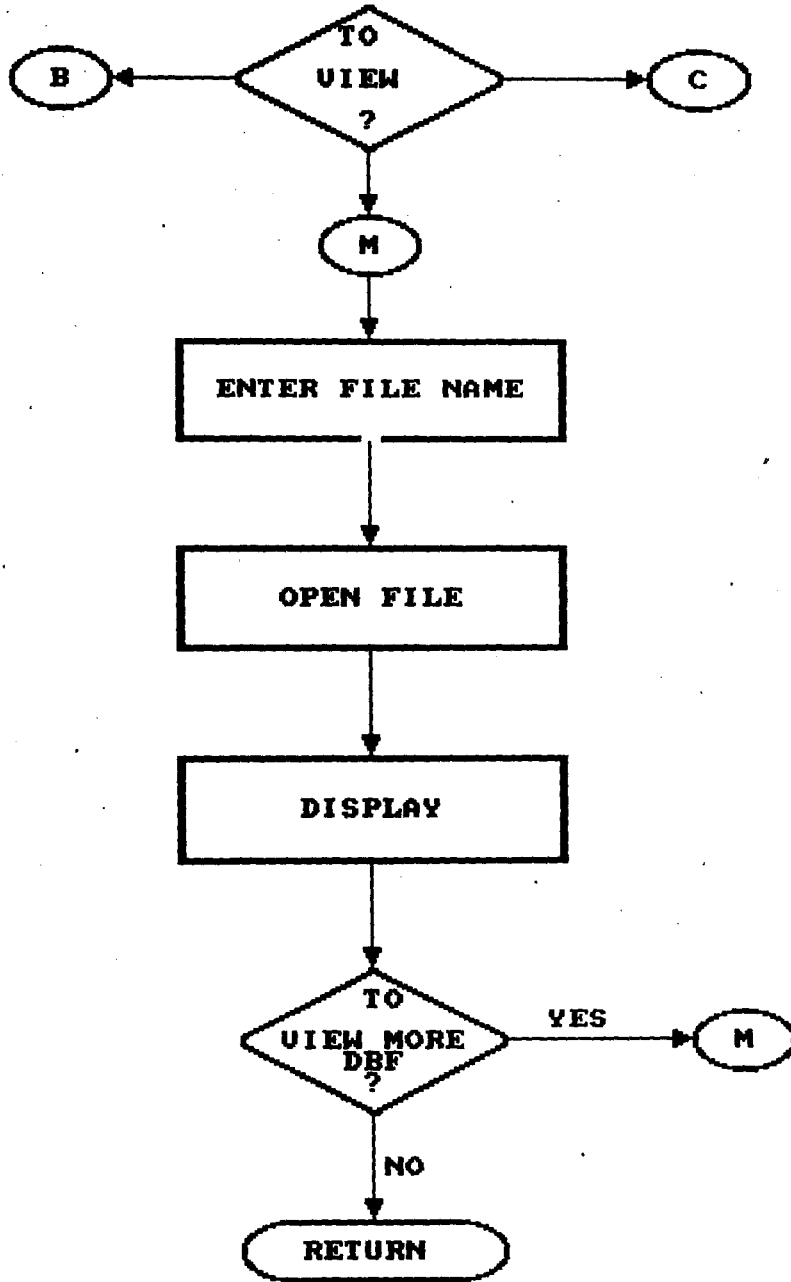 TO
B
VIEW
C
?
M
ENTER FILE NAME
OPEN FILE
DISPLAY
TO
VIEW MORE
DBF
?
YES
M
NO
RETURN